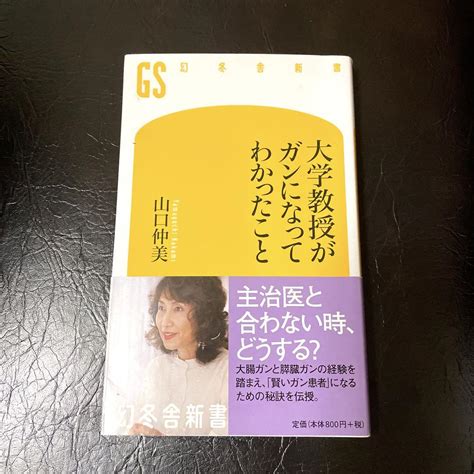 GS 幻冬舎新書
大学教授が
ガンになって
わかったこと
山口仲美
Yamaguchi Nakami
主治医と
合わない時、
どうする?
大腸ガンと膵臓ガンの経験を
踏まえ、「賢いガン患者」になる
ための秘訣を伝授。
幻冬舎新書
定価(本体800円+税)